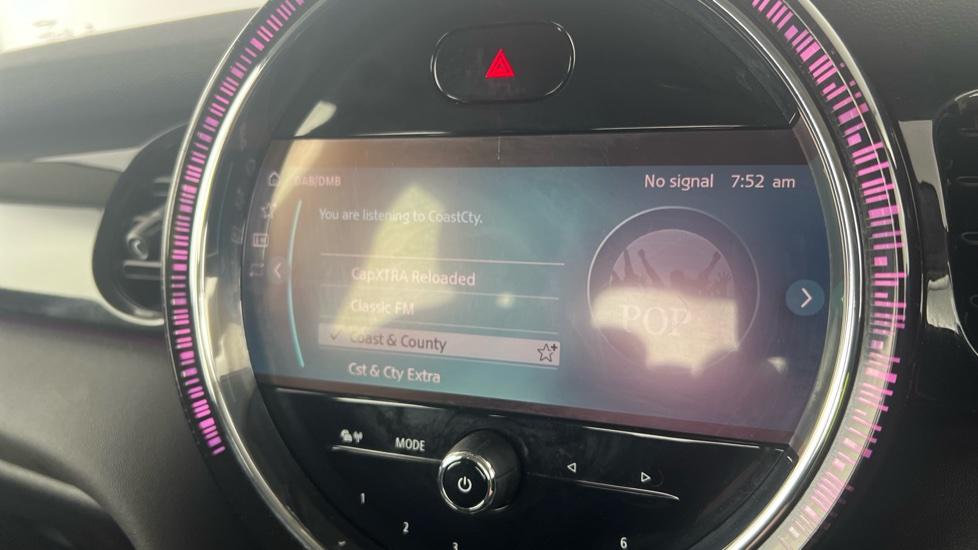 DAB/DMB
No signal 7:52 am
You are listening to CoastCty.
CapXTRA Reloaded
Classic FM
Coast & County
Cst & Cty Extra
POP
MODE
1
2
3
6